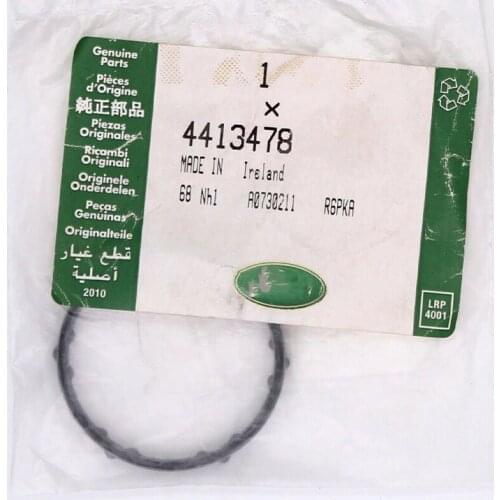 Genuine
Parts
Pièces
d'Origine
純正部品
Piezas
Originales
Ricambi
Originali
Originele
Onderdelen
Peças
Genuinas
Originalteile
قطع غيار
أصلية
2010
1
×
4413478
MADE IN Ireland
68 Nh1 A0730211 R6PKA
LRP
4001